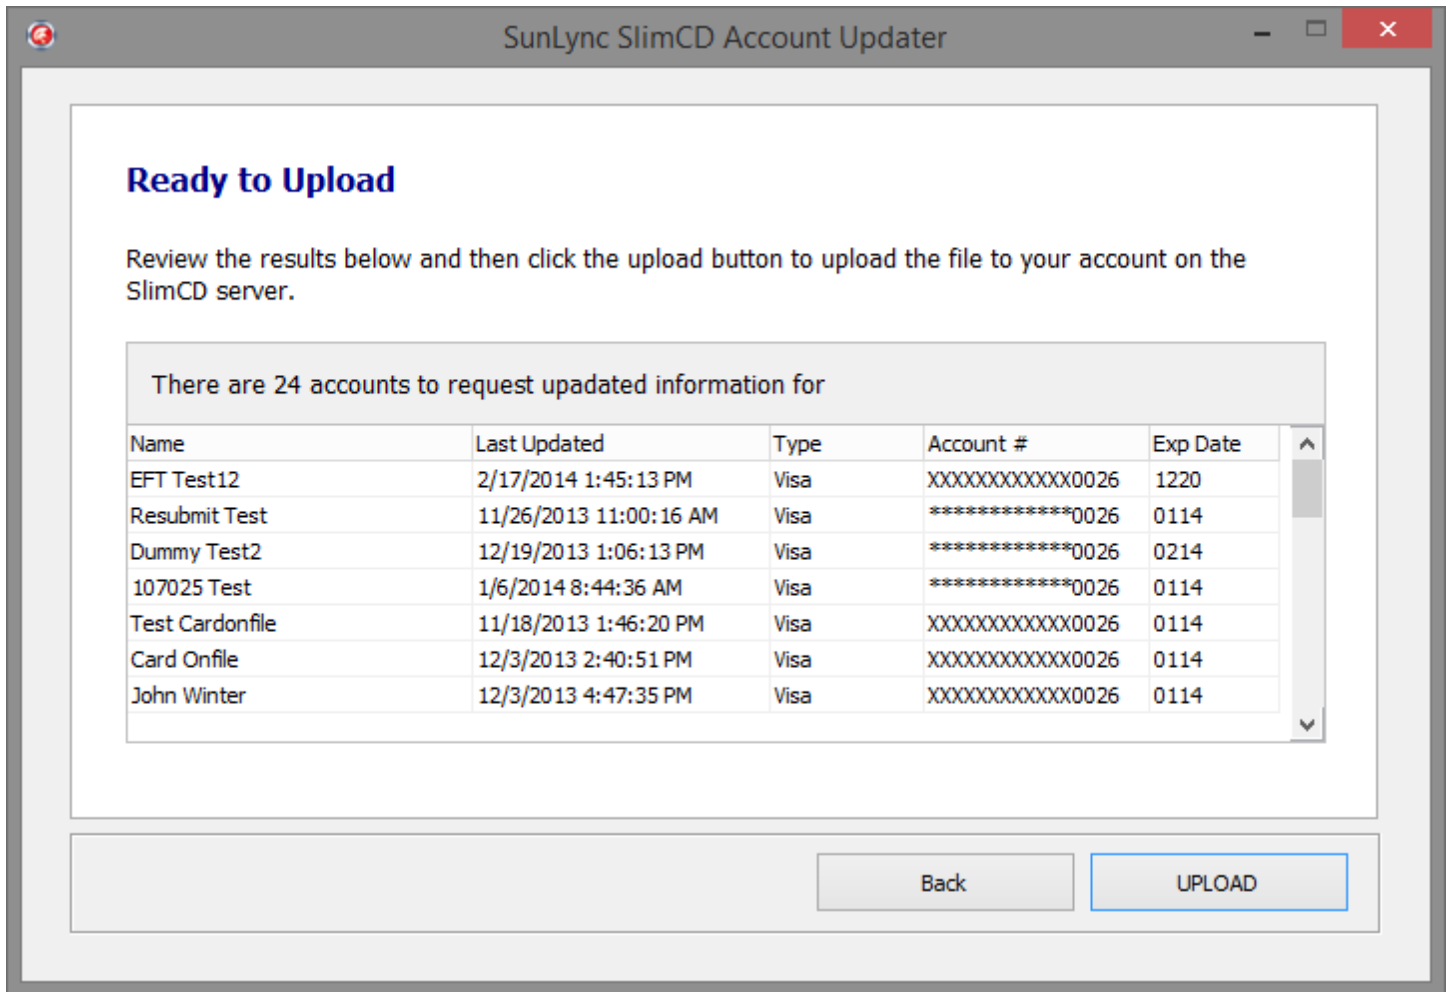 SunLync SlimCD Account Updater
Ready to Upload
Review the results below and then click the upload button to upload the file to your account on the
SlimCD server.
There are 24 accounts to request upadated information for
Name Last Updated Type Account # Exp Date
EFT Test12 2/17/2014 1:45:13 PM Visa XXXXXXXXXXXX0026 1220
Resubmit Test 11/26/2013 11:00:16 AM Visa ************0026 0114
Dummy Test2 12/19/2013 1:06:13 PM Visa ************0026 0214
107025 Test 1/6/2014 8:44:36 AM Visa ************0026 0114
Test Cardonfile 11/18/2013 1:46:20 PM Visa XXXXXXXXXXXX0026 0114
Card Onfile 12/3/2013 2:40:51 PM Visa XXXXXXXXXXXX0026 0114
John Winter 12/3/2013 4:47:35 PM Visa XXXXXXXXXXXX0026 0114
Back UPLOAD